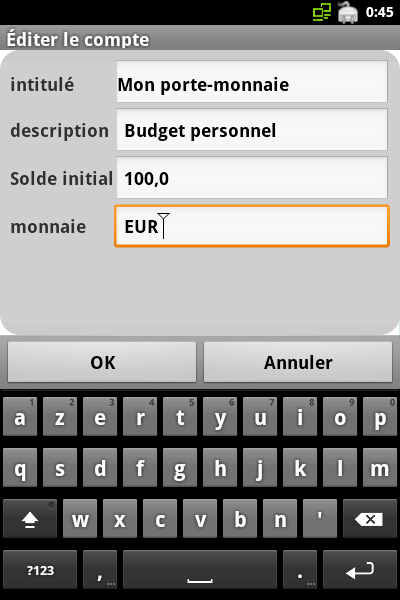 0:45
Éditer le compte
intitulé Mon porte-monnaie
description Budget personnel
Solde initial 100,0
monnaie EUR
OK Annuler
1 2 3 4 5 6 7 8 9 0
a z e r t y u i o p
q s d f g h j k l m
w x c v b n '
?123 , ... . ...